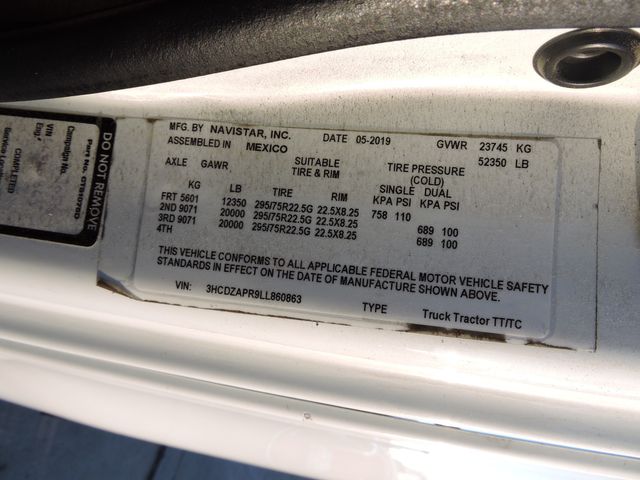 MFG. BY NAVISTAR, INC. DATE 05-2019 GVWR 23745 KG
ASSEMBLED IN MEXICO 52350 LB
AXLE GAWR SUITABLE TIRE & RIM TIRE PRESSURE (COLD)
KG LB TIRE RIM SINGLE DUAL
KPA PSI KPA PSI
FRT 5601 12350 295/75R22.5G 22.5X8.25 758 110
2ND 9071 20000 295/75R22.5G 22.5X8.25 689 100
3RD 9071 20000 295/75R22.5G 22.5X8.25 689 100
4TH
THIS VEHICLE CONFORMS TO ALL APPLICABLE FEDERAL MOTOR VEHICLE SAFETY
STANDARDS IN EFFECT ON THE DATE OF MANUFACTURE SHOWN ABOVE.
VIN: 3HCDZAPR9LL860863 TYPE Truck Tractor TT/TC
DO NOT REMOVE
Campaign No.
Eng.
COMPLETED